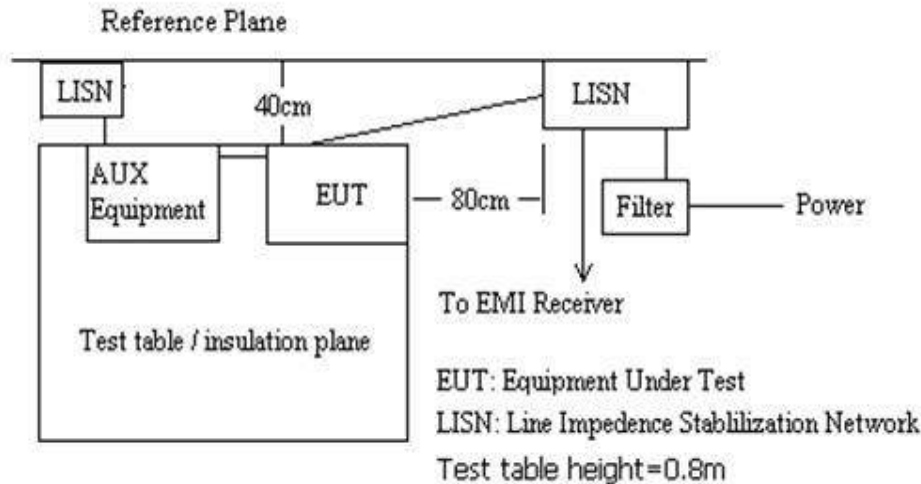 Reference Plane
LISN
40cm
LISN
AUX
Equipment
EUT
80cm
Filter
Power
To EMI Receiver
Test table / insulation plane
EUT: Equipment Under Test
LISN: Line Impedence Stablilization Network
Test table height=0.8m